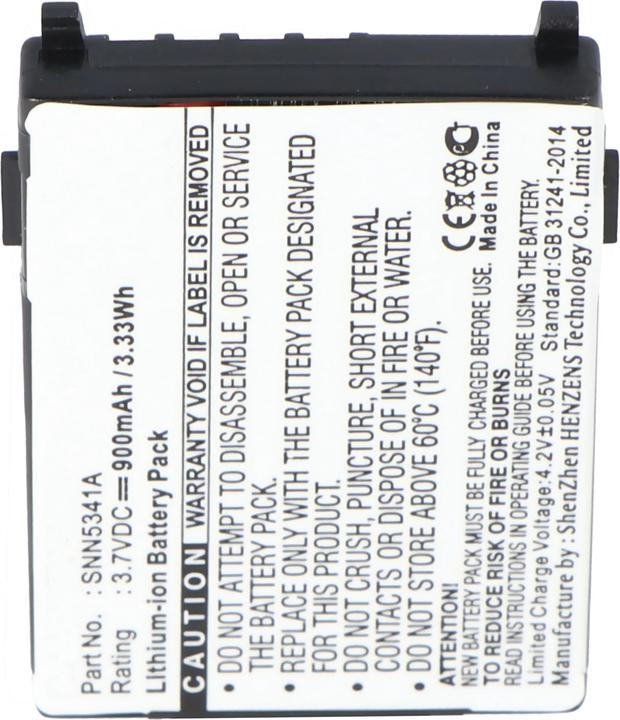 Part No. : SNN5341A
Rating : 3.7VDC⎓900mAh / 3.33Wh
Lithium-ion Battery Pack
CAUTION WARRANTY VOID IF LABEL IS REMOVED
• DO NOT ATTEMPT TO DISASSEMBLE, OPEN OR SERVICE
THE BATTERY PACK.
• REPLACE ONLY WITH THE BATTERY PACK DESIGNATED
FOR THIS PRODUCT.
• DO NOT CRUSH, PUNCTURE, SHORT EXTERNAL
CONTACTS OR DISPOSE OF IN FIRE OR WATER.
• DO NOT STORE ABOVE 60°C (140°F).
ATTENTION!
NEW BATTERY PACK MUST BE FULLY CHARGED BEFORE USE.
TO REDUCE RISK OF FIRE OR BURNS
READ INSTRUCTIONS IN OPERATING GUIDE BEFORE USING THE BATTERY.
CE
Made In China
Limited Charge Voltage:4.2V±0.05V Standard:GB 31241-2014
Manufacture by : ShenZhen HENZENS Technology Co., Limited